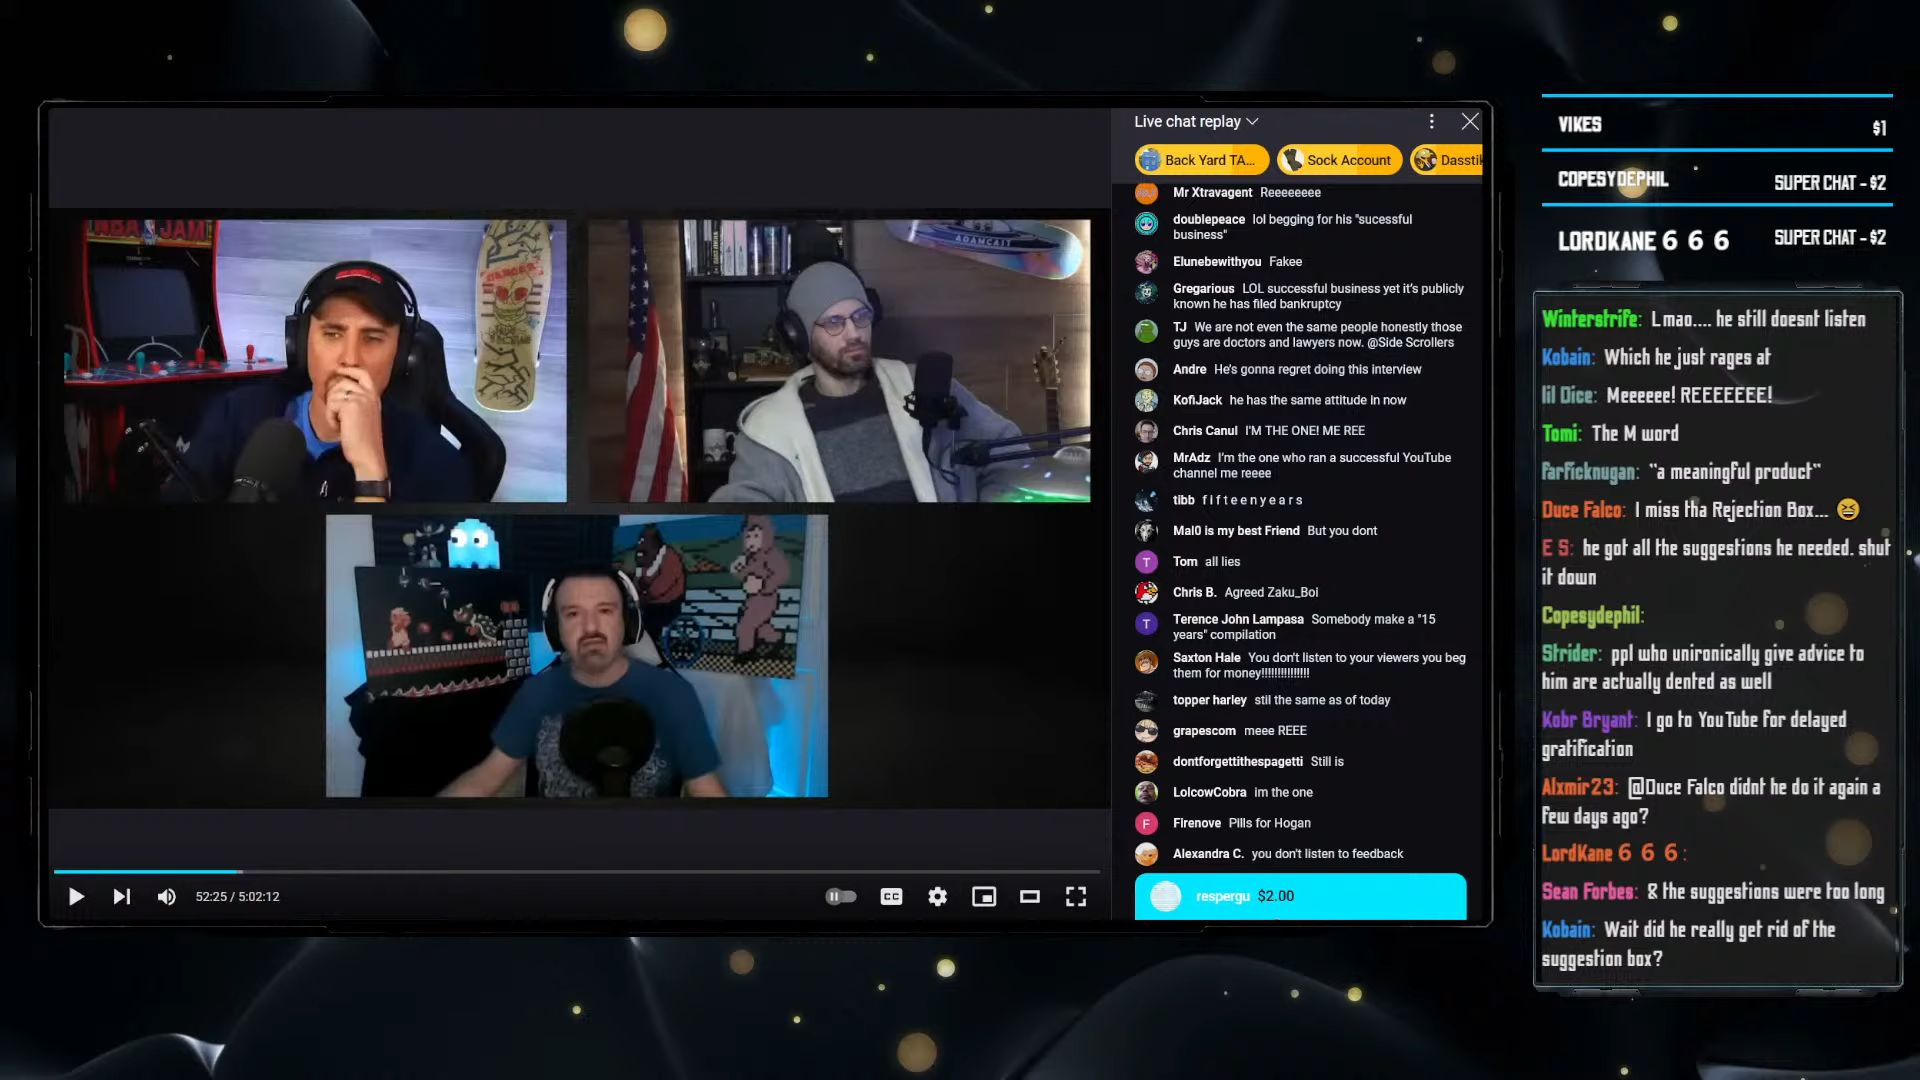 NBA JAM
DANGER
ADAMCAIT
52:25 / 5:02:12
CC
Live chat replay
Back Yard TA...
Sock Account
Dasstik
Mr Xtravagent Reeeeeeee
doublepeace lol begging for his "sucessful
business"
Elunebewithyou Fakee
Gregarious LOL successful business yet it's publicly
known he has filed bankruptcy
TJ We are not even the same people honestly those
guys are doctors and lawyers now. @Side Scrollers
Andre He's gonna regret doing this interview
KofiJack he has the same attitude in now
Chris Canul I'M THE ONE! ME REE
MrAdz I'm the one who ran a successful YouTube
channel me reeee
tibb f i f t e e n y e a r s
Mal0 is my best Friend But you dont
T
Tom all lies
Chris B. Agreed Zaku_Boi
T
Terence John Lampasa Somebody make a "15
years" compilation
Saxton Hale You don't listen to your viewers you beg
them for money!!!!!!!!!!!!!!!
topper harley stil the same as of today
grapescom meee REEE
dontforgettithespagetti Still is
LolcowCobra im the one
F
Firenove Pills for Hogan
Alexandra C. you don't listen to feedback
respergu $2.00
VIKES $1
COPESYDEPHIL SUPER CHAT - $2
LORDKANE 6 6 6 SUPER CHAT - $2
Winterstrife: Lmao.... he still doesnt listen
Kobain: Which he just rages at
lil Dice: Meeeeee! REEEEEEE!
Tomi: The M word
farficknugan: "a meaningful product"
Duce Falco: I miss tha Rejection Box... 😆
E S: he got all the suggestions he needed. shut
it down
Copesydephil:
Strider: ppl who unironically give advice to
him are actually dented as well
Kobr Bryant: I go to YouTube for delayed
gratification
Alxmir23: @Duce Falco didnt he do it again a
few days ago?
LordKane 6 6 6 :
Sean Forbes: & the suggestions were too long
Kobain: Wait did he really get rid of the
suggestion box?